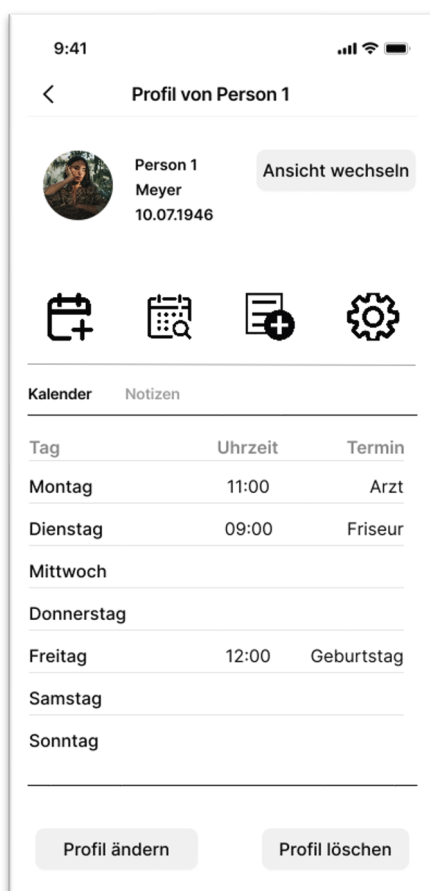 9:41
Profil von Person 1
Person 1
Meyer
10.07.1946
Ansicht wechseln
Kalender Notizen
Tag Uhrzeit Termin
Montag 11:00 Arzt
Dienstag 09:00 Friseur
Mittwoch
Donnerstag
Freitag 12:00 Geburtstag
Samstag
Sonntag
Profil ändern Profil löschen